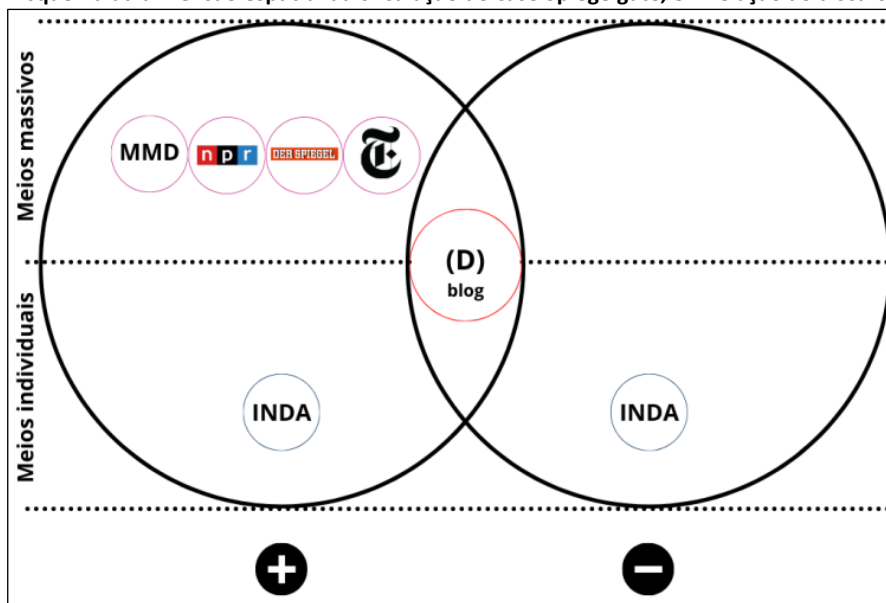 Meios massivos
MMD
npr
DER SPIEGEL
T
(D)
blog
Meios individuais
INDA
INDA
+
−